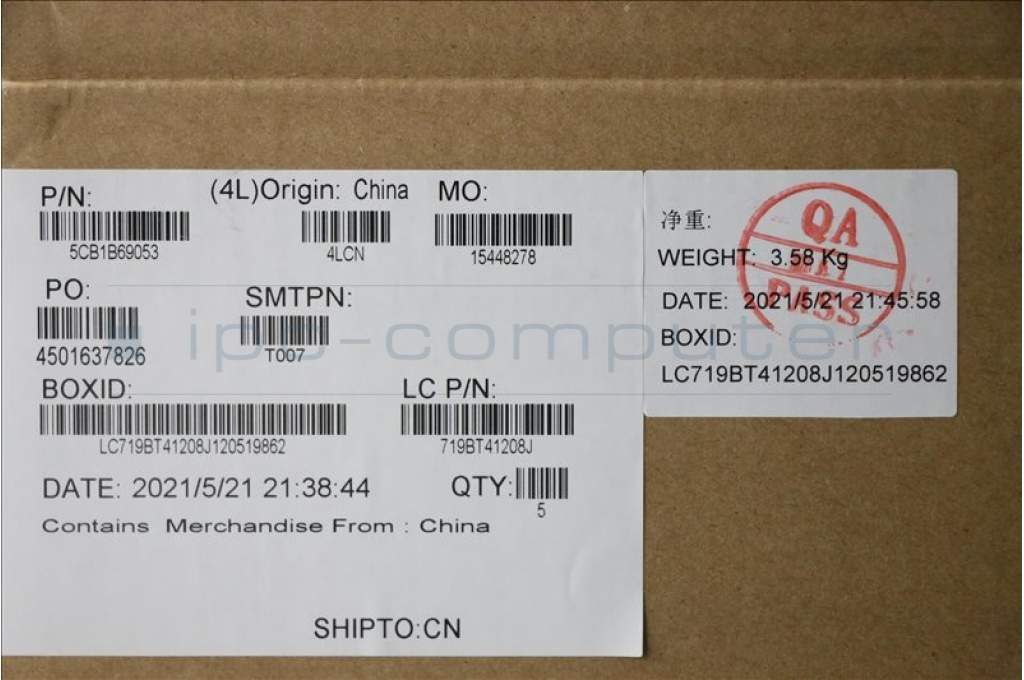 P/N: (4L)Origin: China MO:
5CB1B69053 4LCN 15448278
PO: SMTPN:
4501637826 T007
BOXID: LC P/N:
LC719BT41208J120519862 719BT41208J
DATE: 2021/5/21 21:38:44 QTY:
5
Contains Merchandise From : China
SHIPTO:CN
净重:
WEIGHT: 3.58 Kg
DATE: 2021/5/21 21:45:58
BOXID:
LC719BT41208J120519862
QA
PASS
ipc-computer